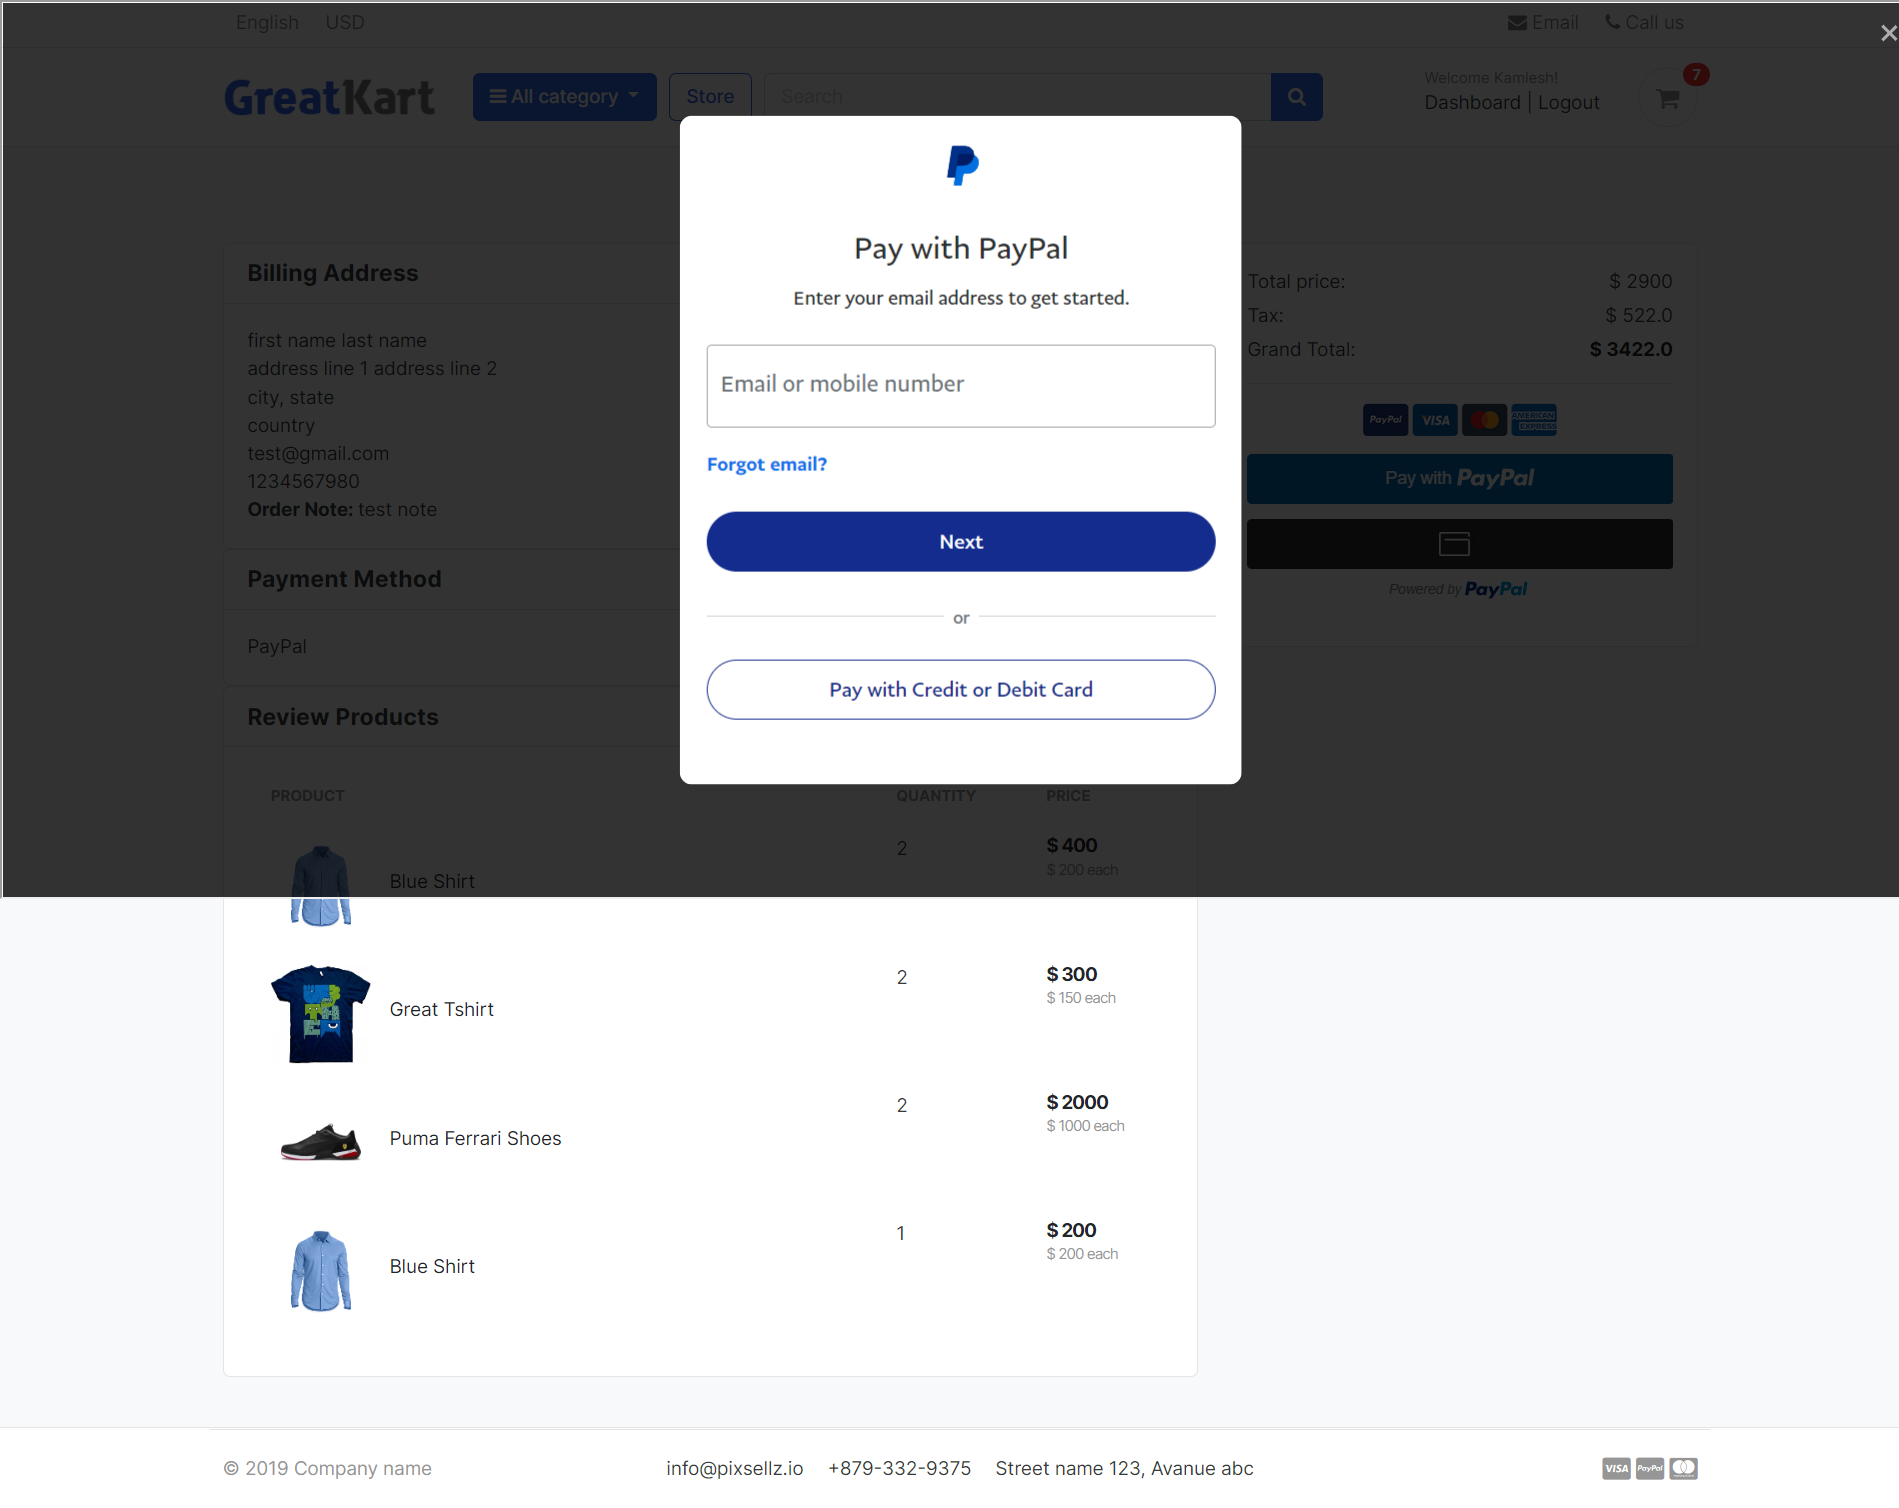 English USD Email Call us
GreatKart All category Store Search Welcome Kamlesh!
Dashboard | Logout 7
Pay with PayPal
Enter your email address to get started.
Email or mobile number
Forgot email?
Next
or
Pay with Credit or Debit Card
Billing Address
first name last name
address line 1 address line 2
city, state
country
test@gmail.com
1234567980
Order Note: test note
Payment Method
PayPal
Review Products
PRODUCT QUANTITY PRICE
Blue Shirt 2 $ 400
$ 200 each
Great Tshirt 2 $ 300
$ 150 each
Puma Ferrari Shoes 2 $ 2000
$ 1000 each
Blue Shirt 1 $ 200
$ 200 each
Total price: $ 2900
Tax: $ 522.0
Grand Total: $ 3422.0
PayPal VISA AMERICAN EXPRESS
Pay with PayPal
Powered by PayPal
© 2019 Company name info@pixsellz.io +879-332-9375 Street name 123, Avanue abc VISA PayPal